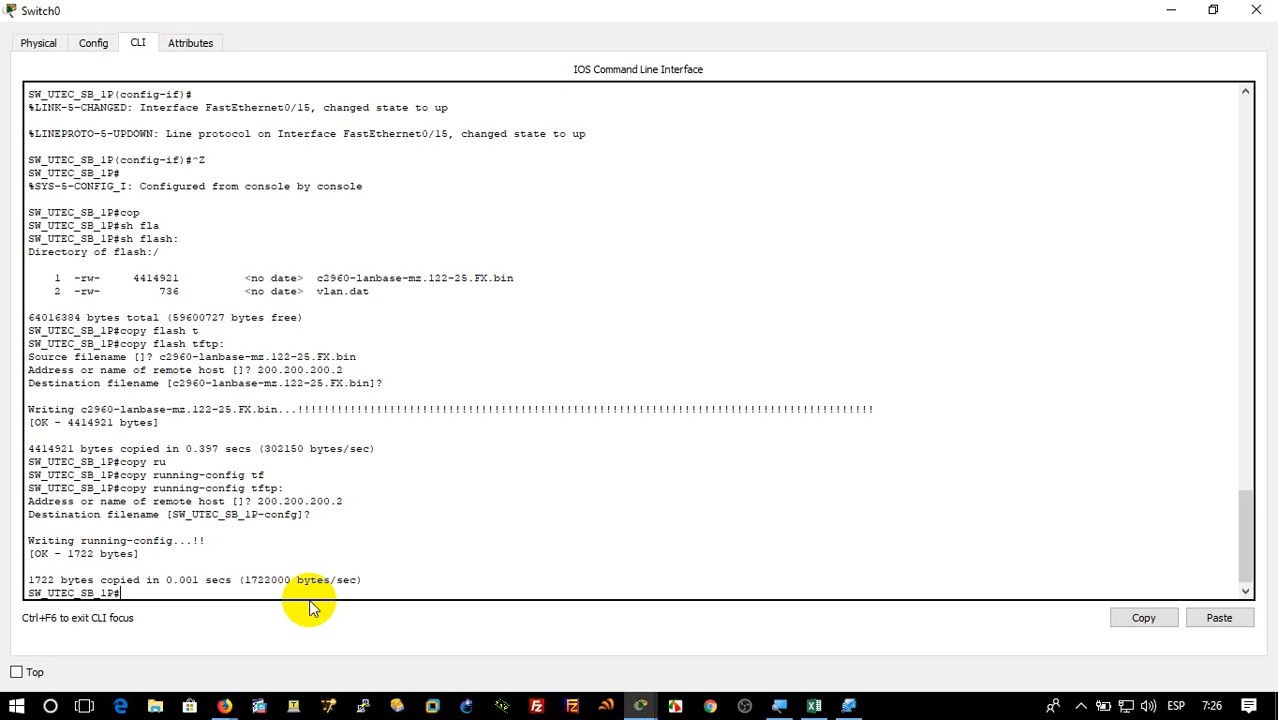 Switch0
Physical Config CLI Attributes
IOS Command Line Interface
SW_UTEC_SB_1P(config-if)#
%LINK-5-CHANGED: Interface FastEthernet0/15, changed state to up
%LINEPROTO-5-UPDOWN: Line protocol on Interface FastEthernet0/15, changed state to up
SW_UTEC_SB_1P(config-if)#^Z
SW_UTEC_SB_1P#
%SYS-5-CONFIG_I: Configured from console by console
SW_UTEC_SB_1P#cop
SW_UTEC_SB_1P#sh fla
SW_UTEC_SB_1P#sh flash:
Directory of flash:/
1 -rw- 4414921 <no date> c2960-lanbase-mz.122-25.FX.bin
2 -rw- 736 <no date> vlan.dat
64016384 bytes total (59600727 bytes free)
SW_UTEC_SB_1P#copy flash t
SW_UTEC_SB_1P#copy flash tftp:
Source filename []? c2960-lanbase-mz.122-25.FX.bin
Address or name of remote host []? 200.200.200.2
Destination filename [c2960-lanbase-mz.122-25.FX.bin]?
Writing c2960-lanbase-mz.122-25.FX.bin...!!!!!!!!!!!!!!!!!!!!!!!!!!!!!!!!!!!!!!!!!!!!!!!!!!!!!!!!!!!!!!!!!!!!!!!!!!!!!!!!!!!!!!!!
[OK - 4414921 bytes]
4414921 bytes copied in 0.397 secs (302150 bytes/sec)
SW_UTEC_SB_1P#copy ru
SW_UTEC_SB_1P#copy running-config tf
SW_UTEC_SB_1P#copy running-config tftp:
Address or name of remote host []? 200.200.200.2
Destination filename [SW_UTEC_SB_1P-confg]?
Writing running-config...!!
[OK - 1722 bytes]
1722 bytes copied in 0.001 secs (1722000 bytes/sec)
SW_UTEC_SB_1P#
Ctrl+F6 to exit CLI focus
Copy Paste
Top
ESP 7:26